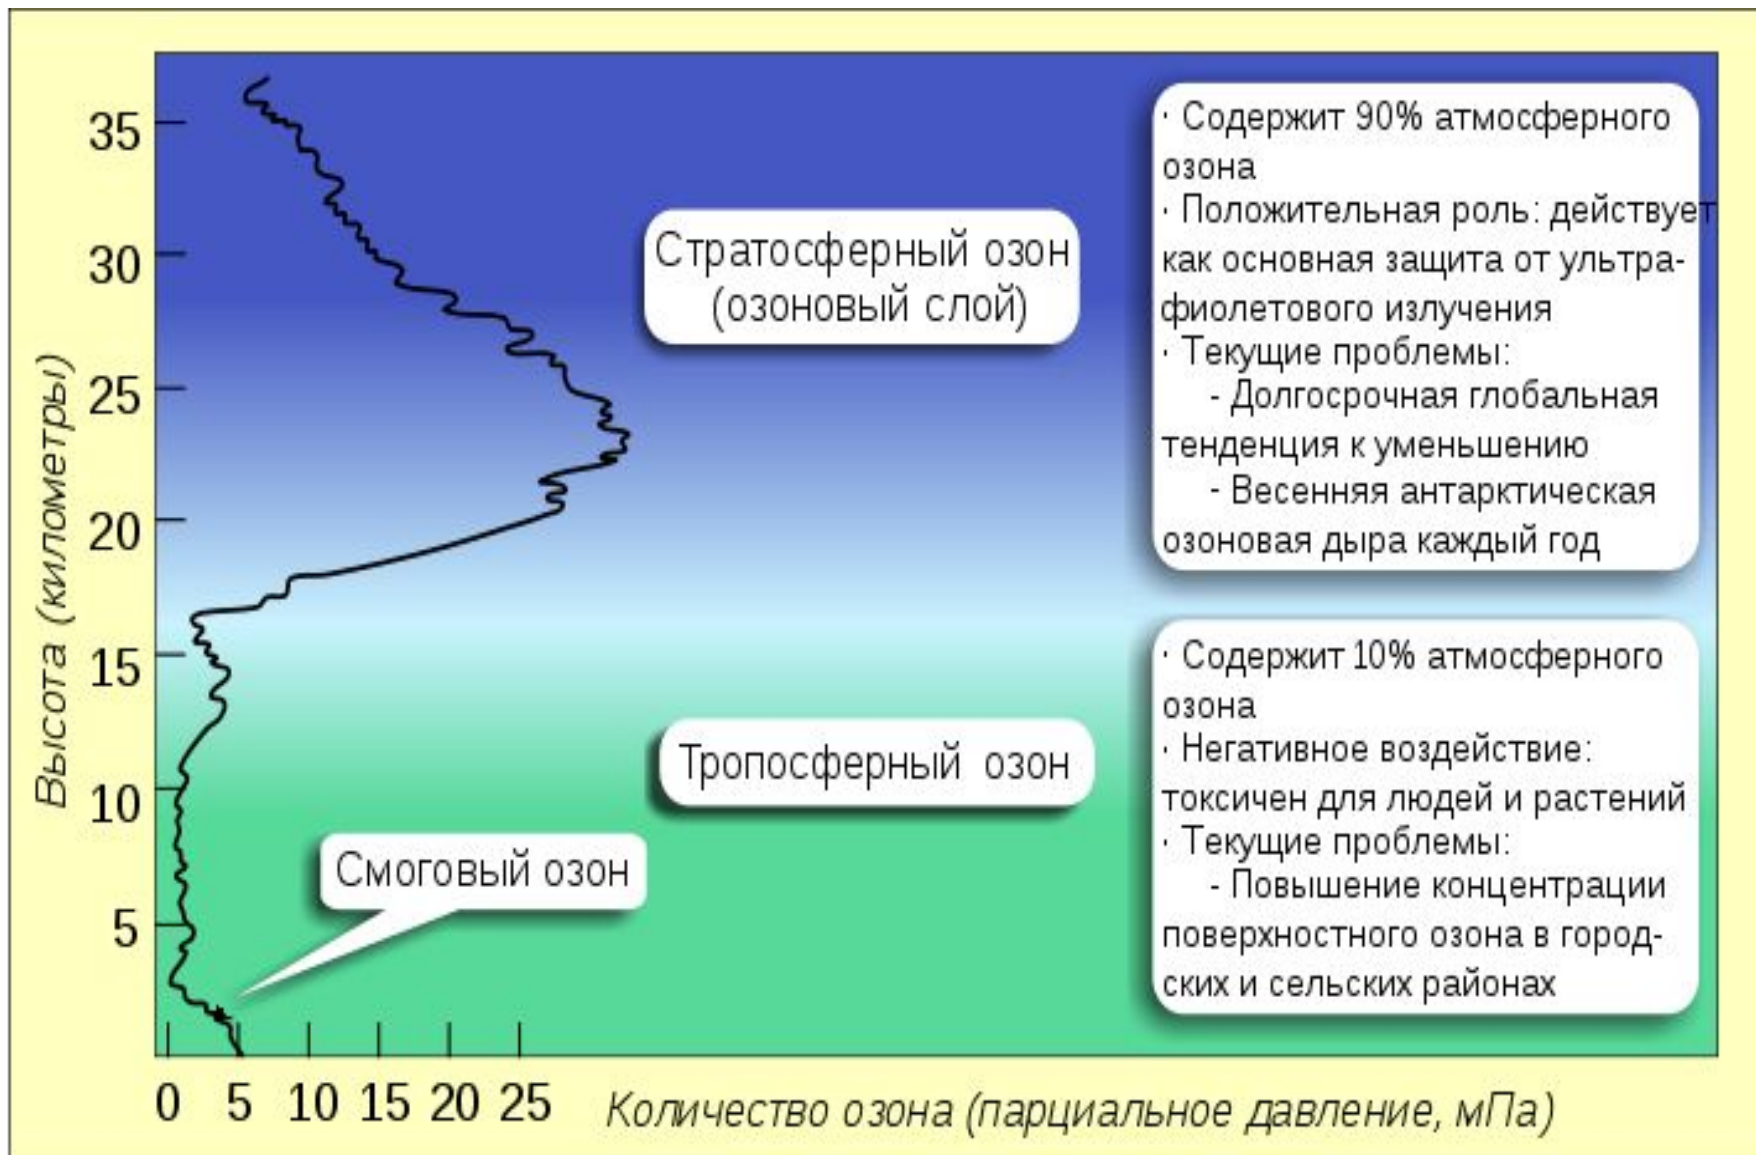 35
30
25
20
15
10
5
Высота (километры)
Стратосферный озон
(озоновый слой)
Тропосферный озон
Смоговый озон
· Содержит 90% атмосферного
озона
· Положительная роль: действует
как основная защита от ультра-
фиолетового излучения
· Текущие проблемы:
- Долгосрочная глобальная
тенденция к уменьшению
- Весенняя антарктическая
озоновая дыра каждый год
· Содержит 10% атмосферного
озона
· Негативное воздействие:
токсичен для людей и растений
· Текущие проблемы:
- Повышение концентрации
поверхностного озона в город-
ских и сельских районах
0 5 10 15 20 25
Количество озона (парциальное давление, мПа)